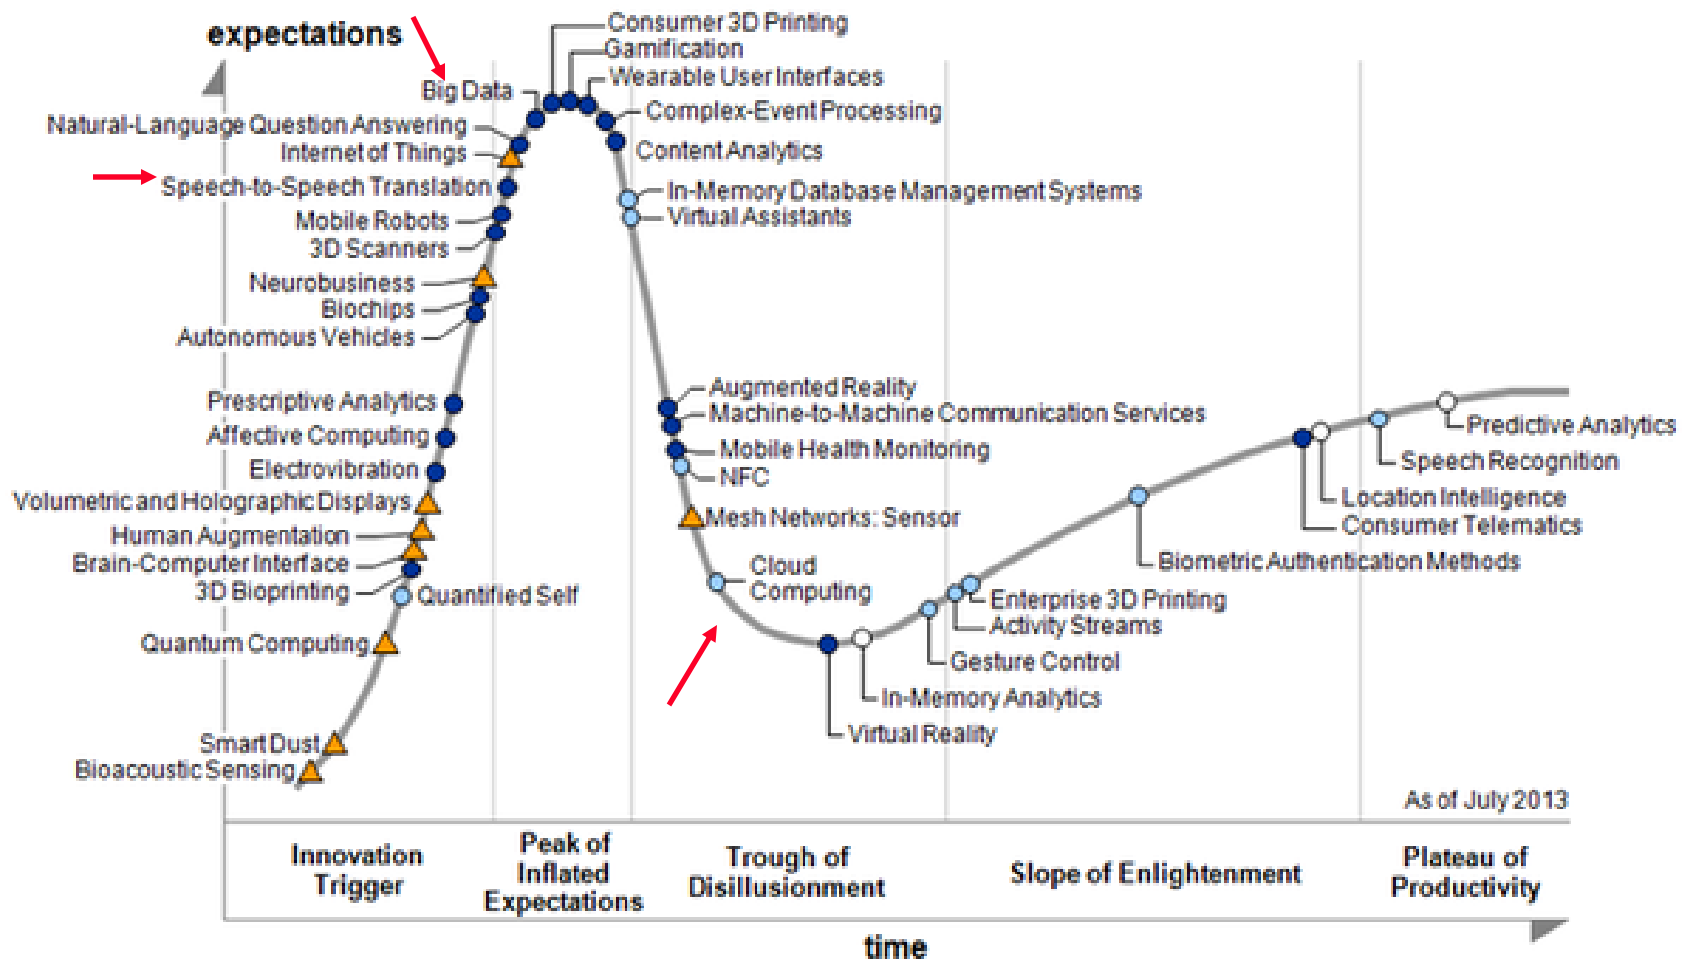 expectations
Consumer 3D Printing
Gamification
Wearable User Interfaces
Big Data
Complex-Event Processing
Natural-Language Question Answering
Internet of Things
Content Analytics
Speech-to-Speech Translation
In-Memory Database Management Systems
Mobile Robots
Virtual Assistants
3D Scanners
Neurobusiness
Biochips
Autonomous Vehicles
Augmented Reality
Prescriptive Analytics
Machine-to-Machine Communication Services
Predictive Analytics
Affective Computing
Mobile Health Monitoring
Speech Recognition
Electrovibration
NFC
Volumetric and Holographic Displays
Location Intelligence
Mesh Networks: Sensor
Consumer Telematics
Human Augmentation
Brain-Computer Interface
Biometric Authentication Methods
Cloud
Computing
3D Bioprinting
Quantified Self
Enterprise 3D Printing
Activity Streams
Quantum Computing
Gesture Control
In-Memory Analytics
Virtual Reality
Smart Dust
Bioacoustic Sensing
As of July 2013
Innovation
Trigger
Peak of
Inflated
Expectations
Trough of
Disillusionment
Slope of Enlightenment
Plateau of
Productivity
time